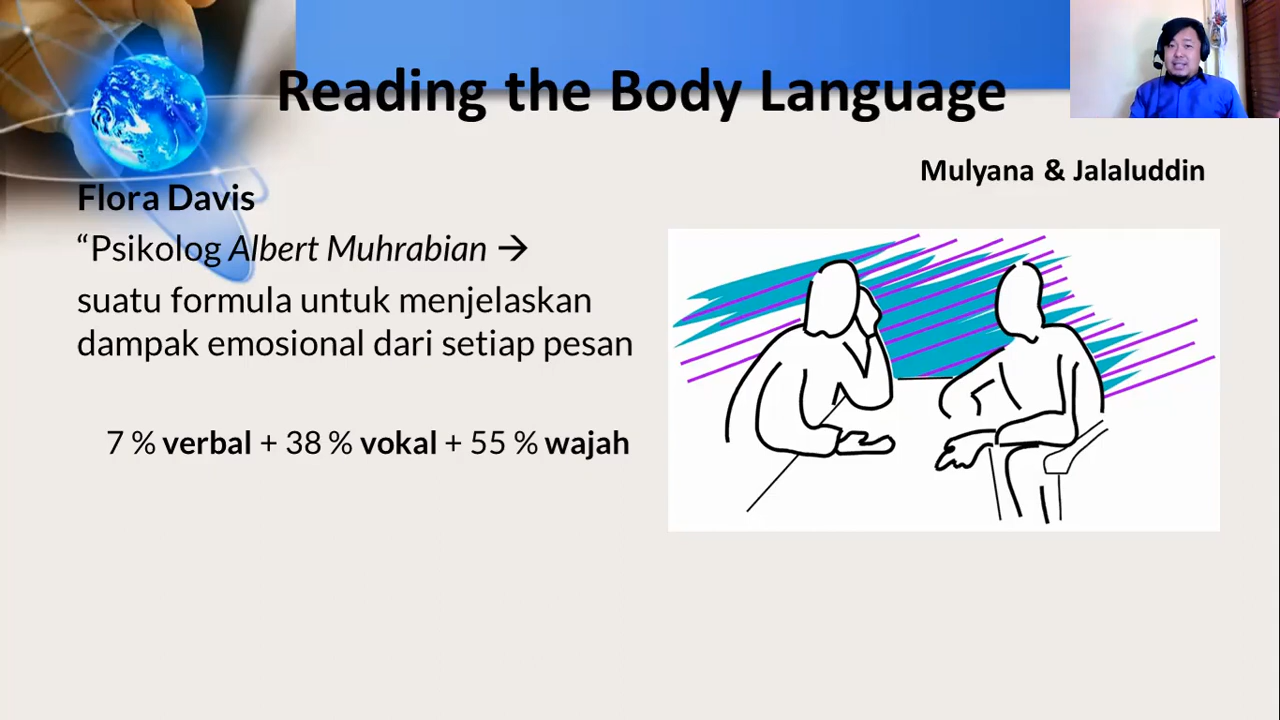 Reading the Body Language
Mulyana & Jalaluddin
Flora Davis
“Psikolog Albert Muhrabian →
suatu formula untuk menjelaskan
dampak emosional dari setiap pesan
7 % verbal + 38 % vokal + 55 % wajah